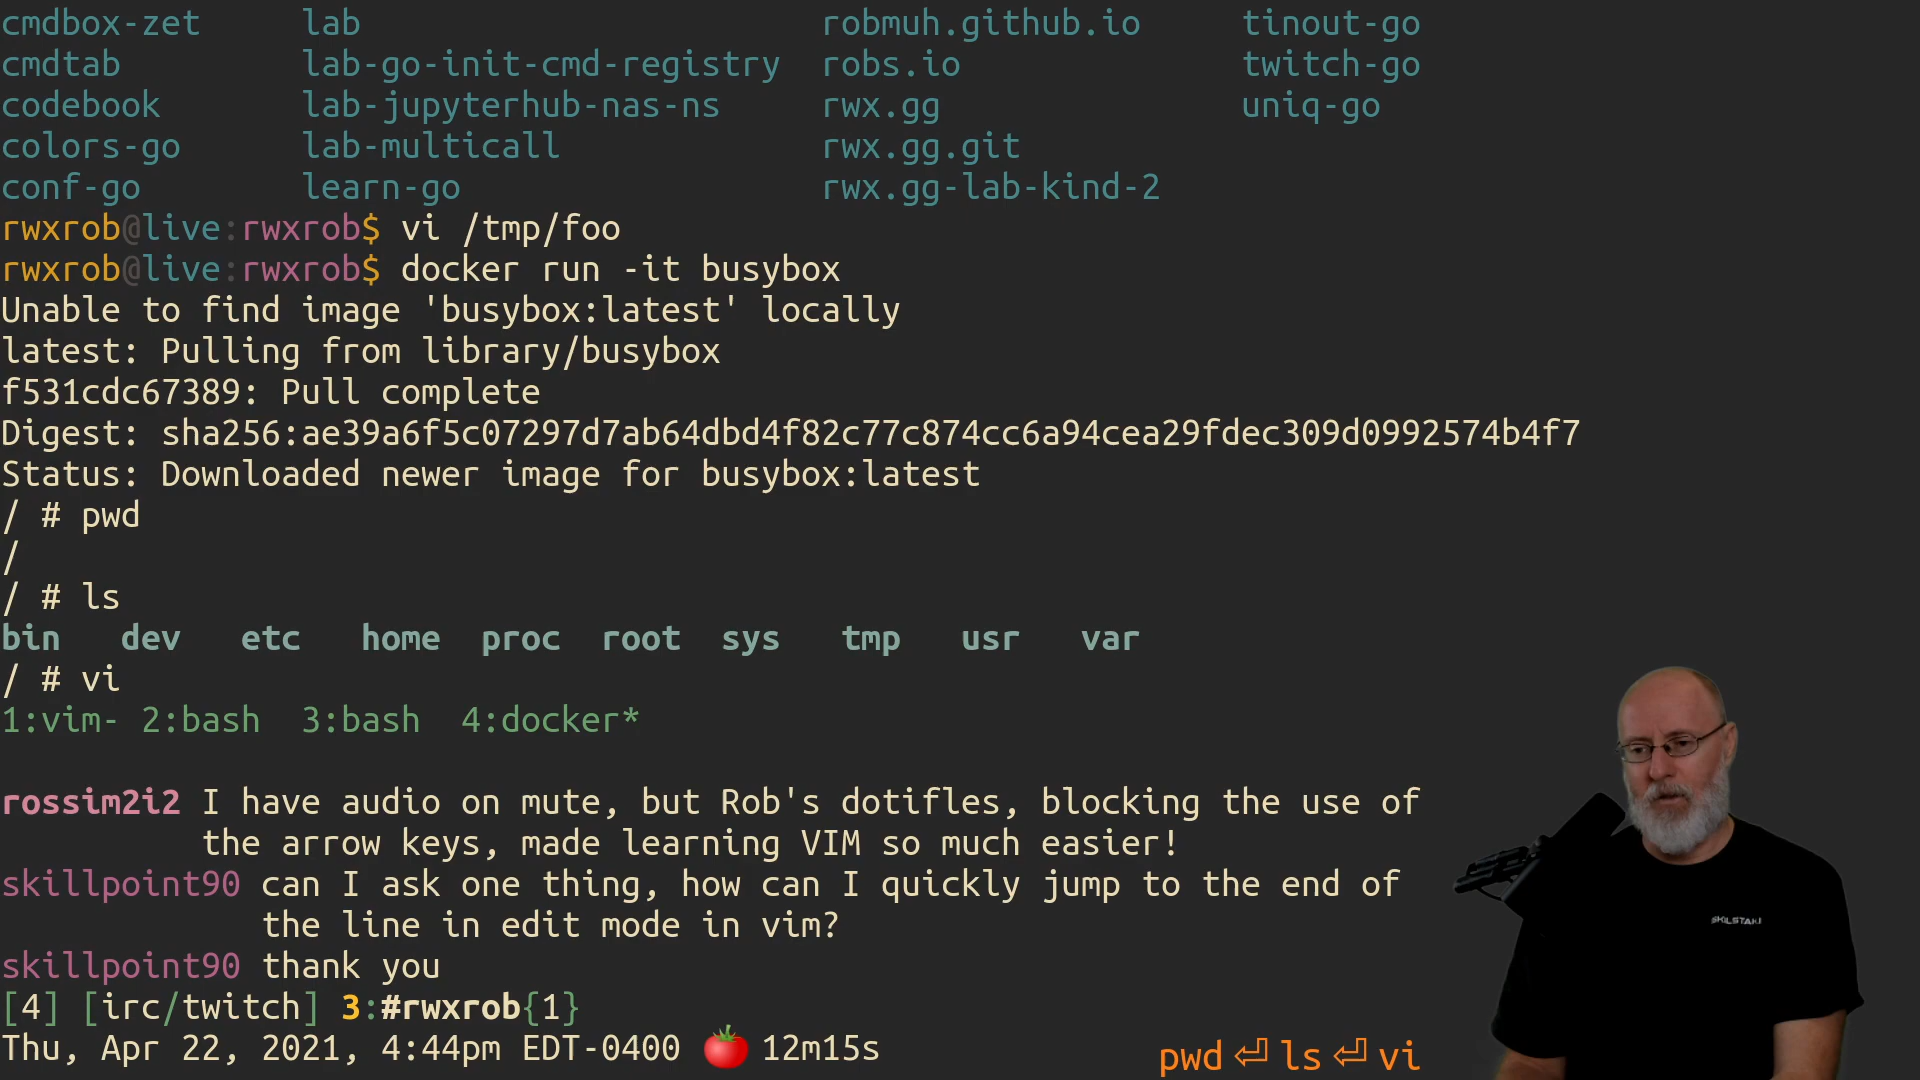 cmdbox-zet lab robmuh.github.io tinout-go
cmdtab lab-go-init-cmd-registry robs.io twitch-go
codebook lab-jupyterhub-nas-ns rwx.gg uniq-go
colors-go lab-multicall rwx.gg.git
conf-go learn-go rwx.gg-lab-kind-2
rwxrob@live:rwxrob$ vi /tmp/foo
rwxrob@live:rwxrob$ docker run -it busybox
Unable to find image 'busybox:latest' locally
latest: Pulling from library/busybox
f531cdc67389: Pull complete
Digest: sha256:ae39a6f5c07297d7ab64dbd4f82c77c874cc6a94cea29fdec309d0992574b4f7
Status: Downloaded newer image for busybox:latest
/ # pwd
/
/ # ls
bin dev etc home proc root sys tmp usr var
/ # vi
1:vim- 2:bash 3:bash 4:docker*
rossim2i2 I have audio on mute, but Rob's dotifles, blocking the use of
the arrow keys, made learning VIM so much easier!
skillpoint90 can I ask one thing, how can I quickly jump to the end of
the line in edit mode in vim?
skillpoint90 thank you
[4] [irc/twitch] 3:#rwxrob{1}
Thu, Apr 22, 2021, 4:44pm EDT-0400 🍅 12m15s
pwd⏎ls⏎vi
SKILSTAK